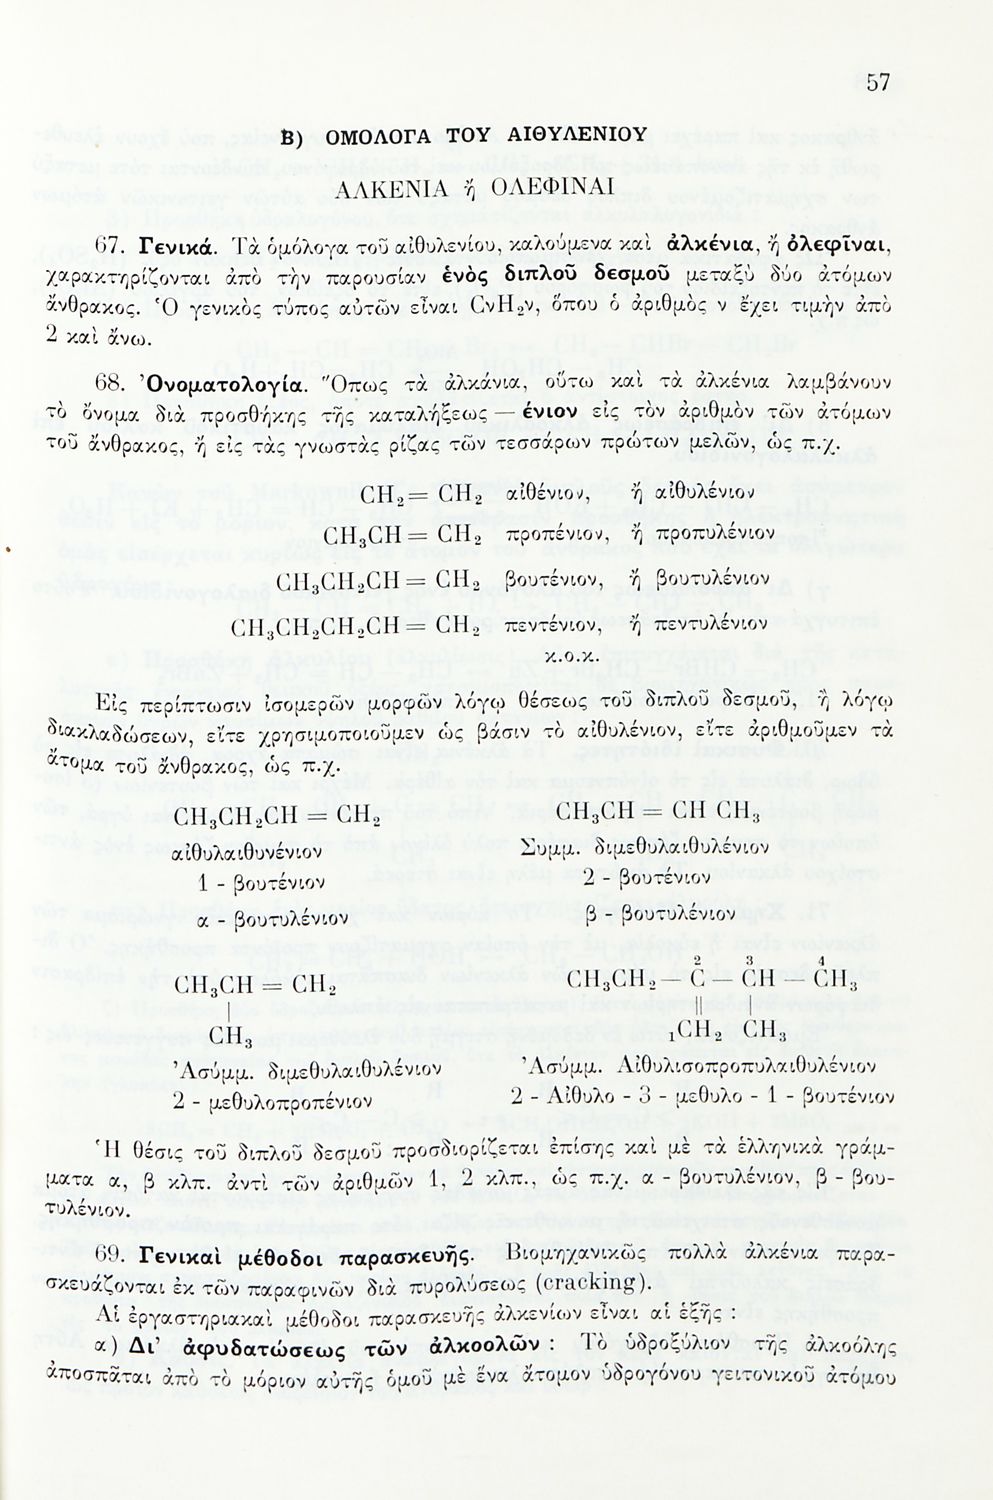 57
Β) ΟΜΟΛΟΓΑ ΤΟΥ ΑΙΘΥΛΕΝΙΟΥ
ΑΛΚΕΝΙΑ ἤ ΟΛΕΦΙΝΑΙ
67. Γενικά. Τὰ ὁμόλογα τοῦ αἰθυλενίου, καλούμενα καὶ ἀλκένια, ἤ ὀλεφῖναι,
χαρακτηρίζονται ἀπὸ τὴν παρουσίαν ἑνὸς διπλοῦ δεσμοῦ μεταξὺ δύο ἀτόμων
ἄνθρακος. Ὁ γενικὸς τύπος αὐτῶν εἶναι CνH₂ν, ὅπου ὁ ἀριθμὸς ν ἔχει τιμὴν ἀπὸ
2 καὶ ἄνω.
68. Ὀνοματολογία. Ὅπως τὰ ἀλκάνια, οὕτω καὶ τὰ ἀλκένια λαμβάνουν
τὸ ὄνομα διὰ προσθήκης τῆς καταλήξεως — ένιον εἰς τὸν ἀριθμὸν τῶν ἀτόμων
τοῦ ἄνθρακος, ἤ εἰς τὰς γνωστὰς ρίζας τῶν τεσσάρων πρώτων μελῶν, ὡς π.χ.
CH₂ = CH₂ αἰθένιον, ἤ αἰθυλένιον
CH₃CH = CH₂ προπένιον, ἤ προπυλένιον
CH₃CH₂CH = CH₂ βουτένιον, ἤ βουτυλένιον
CH₃CH₂CH₂CH = CH₂ πεντένιον, ἤ πεντυλένιον
κ.ο.κ.
Εἰς περίπτωσιν ἰσομερῶν μορφῶν λόγῳ θέσεως τοῦ διπλοῦ δεσμοῦ, ἢ λόγῳ
διακλαδώσεων, εἴτε χρησιμοποιοῦμεν ὡς βάσιν τὸ αἰθυλένιον, εἴτε ἀριθμοῦμεν τὰ
ἄτομα τοῦ ἄνθρακος, ὡς π.χ.
CH₃CH₂CH = CH₂
αἰθυλαιθυνένιον
1 - βουτένιον
α - βουτυλένιον
CH₃CH = CH CH₃
Συμμ. διμεθυλαιθυλένιον
2 - βουτένιον
β - βουτυλένιον
CH₃CH = CH₂
|
CH₃
Ἀσύμμ. διμεθυλαιθυλένιον
2 - μεθυλοπροπένιον
2 3 4
CH₃CH₂ — C — CH — CH₃
|| |
₁CH₂ CH₃
Ἀσύμμ. Αἰθυλισοπροπυλαιθυλένιον
2 - Αἰθυλο - 3 - μεθυλο - 1 - βουτένιον
Ἡ θέσις τοῦ διπλοῦ δεσμοῦ προσδιορίζεται ἐπίσης καὶ μὲ τὰ ἑλληνικὰ γράμ-
ματα α, β κλπ. ἀντὶ τῶν ἀριθμῶν 1, 2 κλπ., ὡς π.χ. α - βουτυλένιον, β - βου-
τυλένιον.
69. Γενικαὶ μέθοδοι παρασκευῆς. Βιομηχανικῶς πολλὰ ἀλκένια παρα-
σκευάζονται ἐκ τῶν παραφινῶν διὰ πυρολύσεως (cracking).
Αἱ ἐργαστηριακαὶ μέθοδοι παρασκευῆς ἀλκενίων εἶναι αἱ ἑξῆς :
α) Δι' ἀφυδατώσεως τῶν ἀλκοολῶν : Τὸ ὑδροξύλιον τῆς ἀλκοόλης
ἀποσπᾶται ἀπὸ τὸ μόριον αὐτῆς ὁμοῦ μὲ ἕνα ἄτομον ὑδρογόνου γειτονικοῦ ἀτόμου